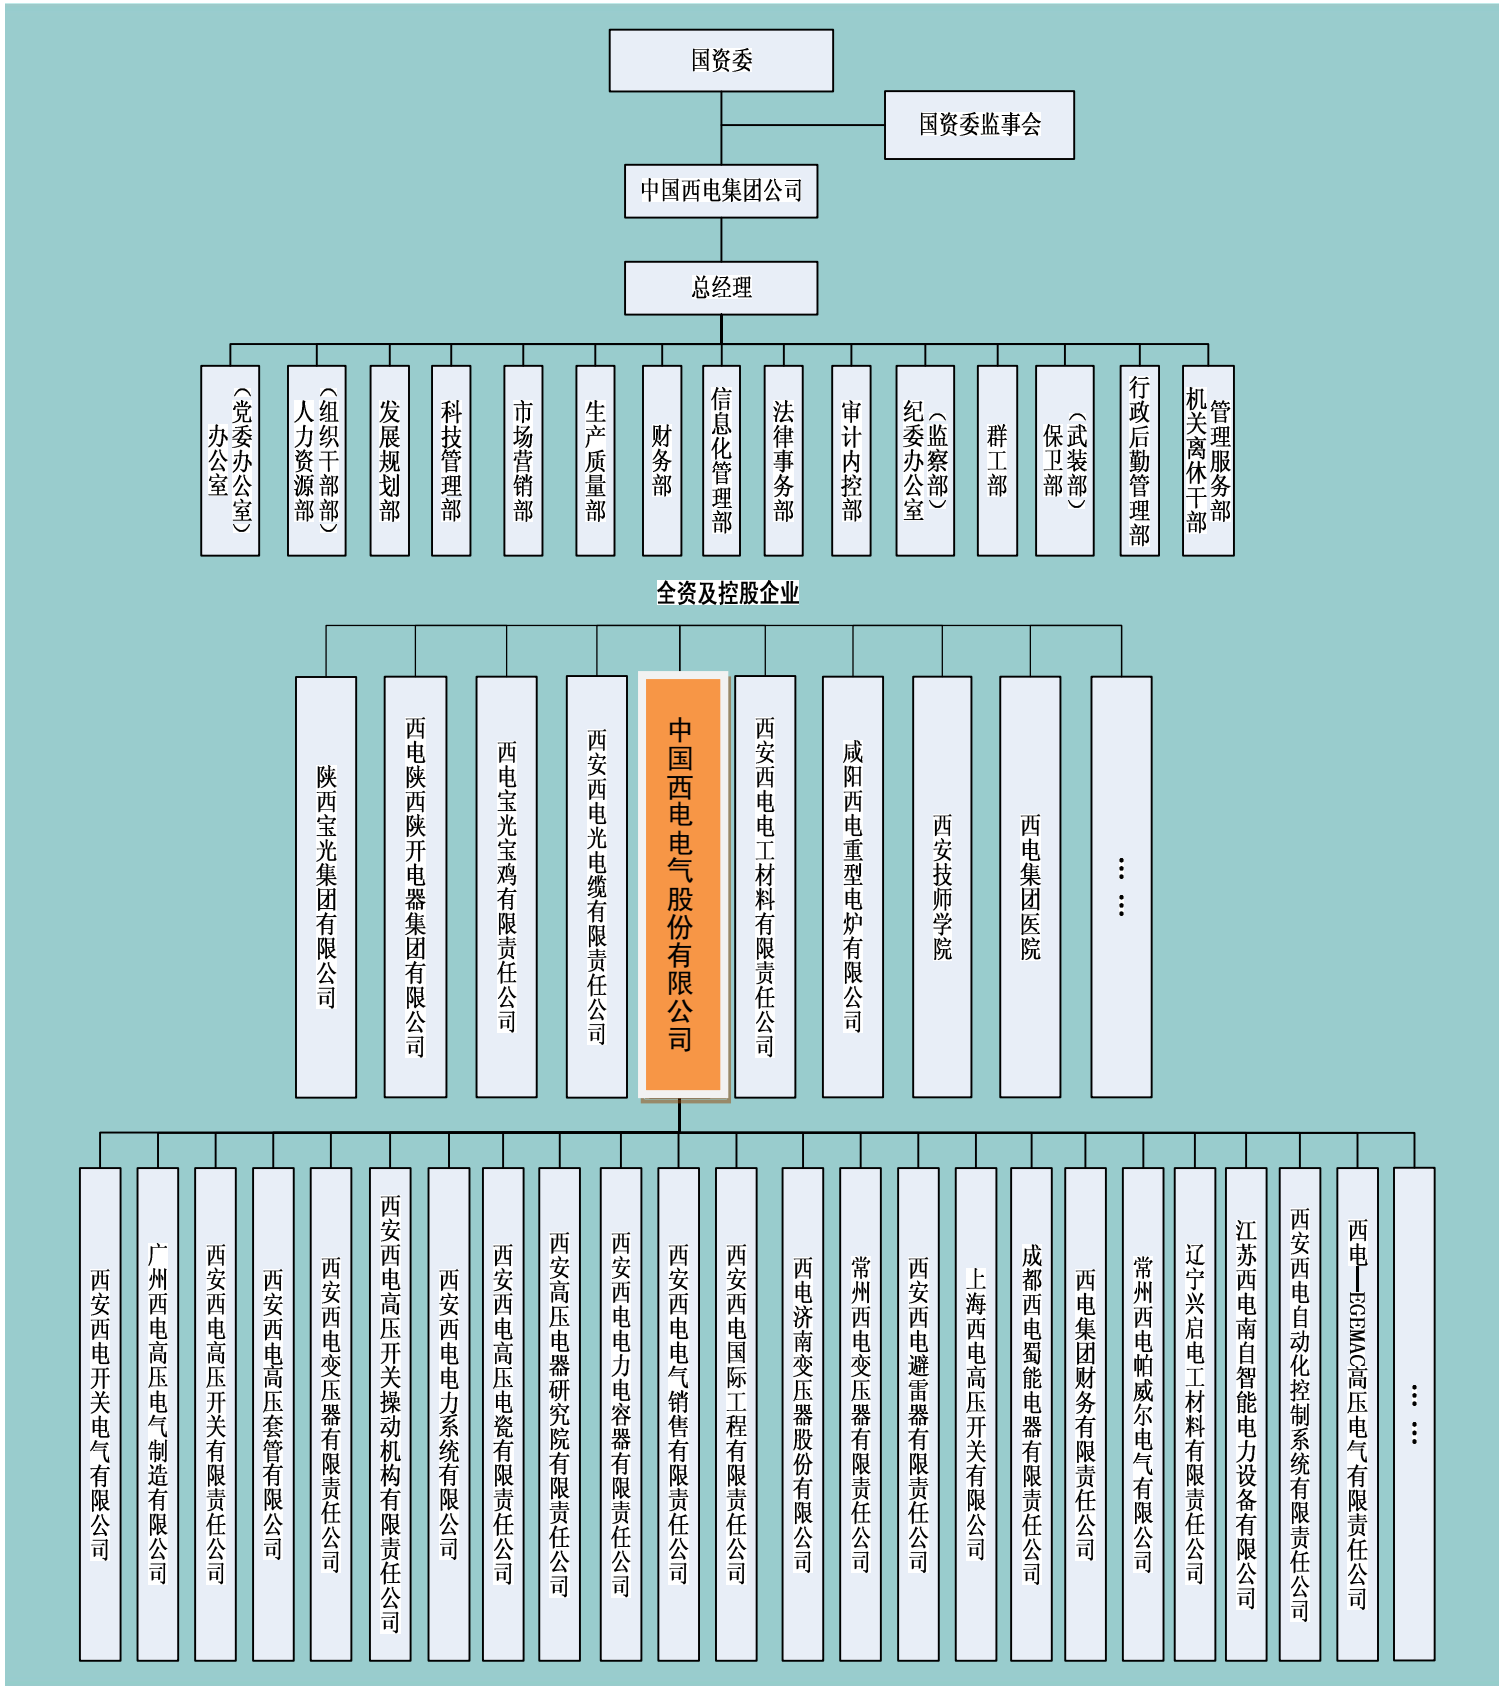 国资委
国资委监事会
中国西电集团公司
总经理
办公室
（党委办公室）
人力资源部
（组织干部部）
发展规划部
科技管理部
市场营销部
生产质量部
财务部
信息化管理部
法律事务部
审计内控部
纪委办公室
（监察部）
群工部
保卫部
（武装部）
行政后勤管理部
机关离休干部
管理服务部
全资及控股企业
陕西宝光集团有限公司
西电陕西陕开电器集团有限公司
西电宝光宝鸡有限责任公司
西安西电光电缆有限责任公司
中国西电电气股份有限公司
西安西电电工材料有限责任公司
咸阳西电重型电炉有限公司
西安技师学院
西电集团医院
……
西安西电开关电气有限公司
广州西电高压电气制造有限公司
西安西电高压开关有限责任公司
西安西电高压套管有限公司
西安西电变压器有限责任公司
西安西电高压开关操动机构有限责任公司
西安西电电力系统有限公司
西安西电高压电瓷有限责任公司
西安高压电器研究院有限责任公司
西安西电电力电容器有限责任公司
西安西电电气销售有限责任公司
西安西电国际工程有限责任公司
西电济南变压器股份有限公司
常州西电变压器有限责任公司
西安西电避雷器有限责任公司
上海西电高压开关有限公司
成都西电蜀能电器有限责任公司
西电集团财务有限责任公司
常州西电帕威尔电气有限公司
辽宁兴启电工材料有限责任公司
江苏西电南自智能电力设备有限公司
西安西电自动化控制系统有限责任公司
西电—EGEMAC高压电气有限责任公司
……